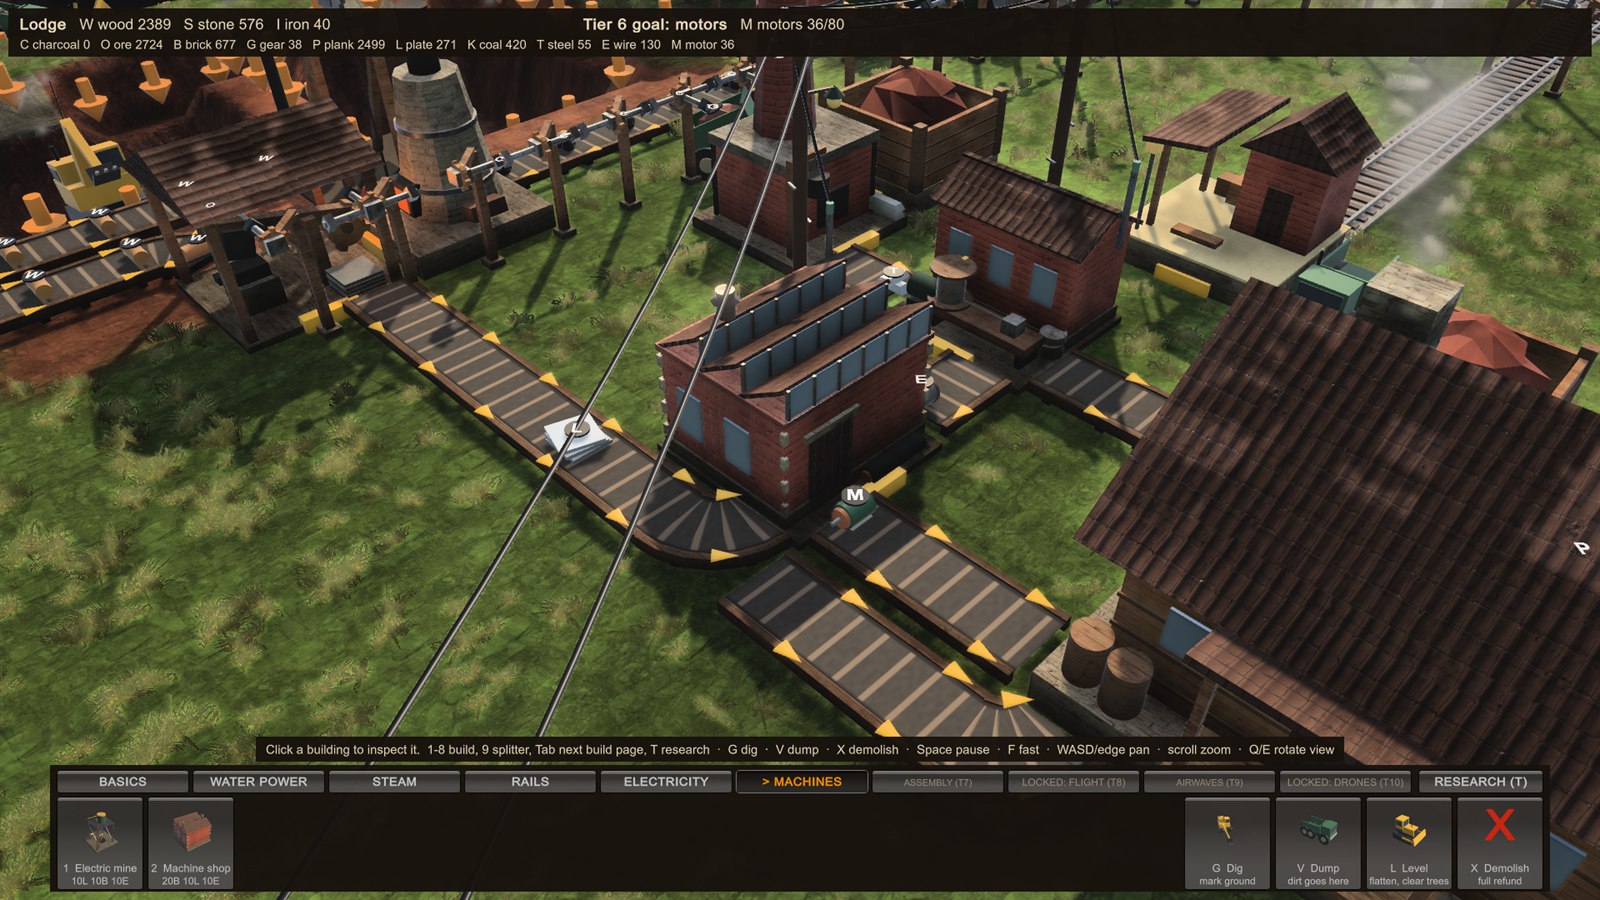 Lodge W wood 2389 S stone 576 I iron 40
Tier 6 goal: motors M motors 36/80
C charcoal 0 O ore 2724 B brick 677 G gear 38 P plank 2499 L plate 271 K coal 420 T steel 55 E wire 130 M motor 36
W
W
O
W
W
W
W
W
C
G
L
E
M
P
Click a building to inspect it. 1-8 build, 9 splitter, Tab next build page, T research · G dig · V dump · X demolish · Space pause · F fast · WASD/edge pan · scroll zoom · Q/E rotate view
BASICS
WATER POWER
STEAM
RAILS
ELECTRICITY
> MACHINES
ASSEMBLY (T7)
LOCKED: FLIGHT (T8)
AIRWAVES (T9)
LOCKED: DRONES (T10)
RESEARCH (T)
1 Electric mine
10L 10B 10E
2 Machine shop
20B 10L 10E
G Dig
mark ground
V Dump
dirt goes here
L Level
flatten, clear trees
X Demolish
full refund